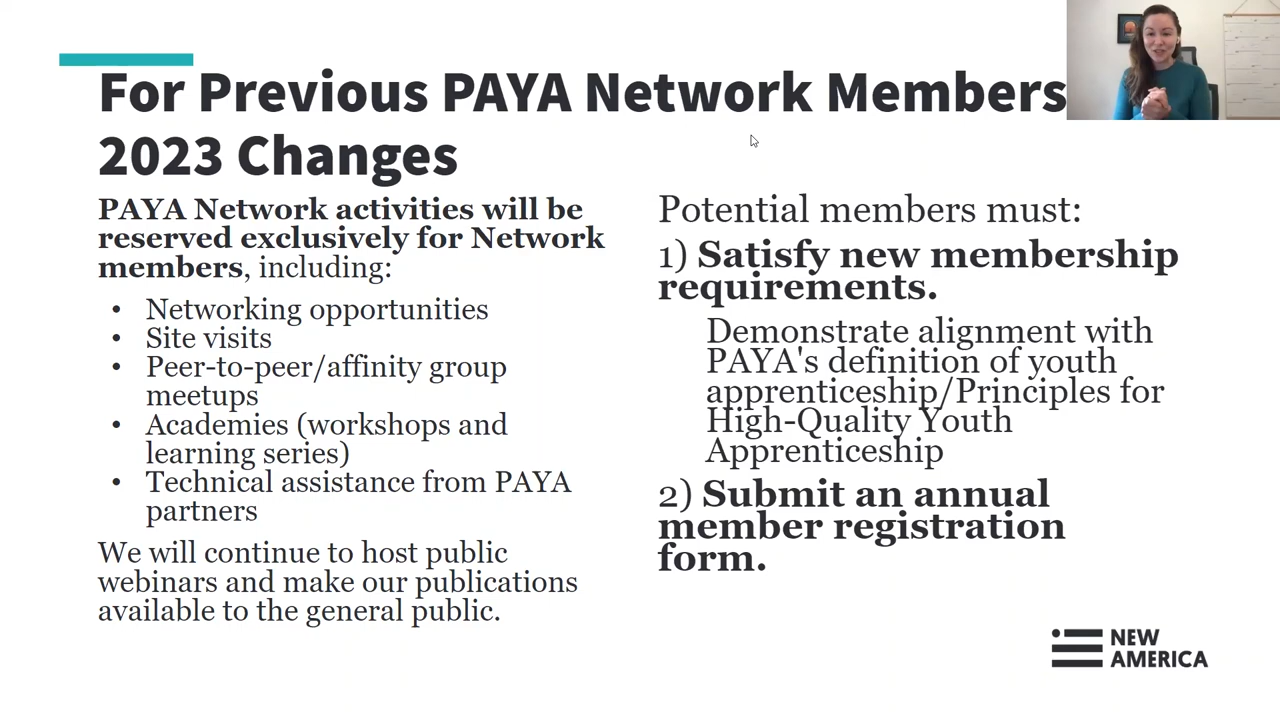 For Previous PAYA Network Members
2023 Changes
PAYA Network activities will be
reserved exclusively for Network
members, including:
• Networking opportunities
• Site visits
• Peer-to-peer/affinity group
meetups
• Academies (workshops and
learning series)
• Technical assistance from PAYA
partners
We will continue to host public
webinars and make our publications
available to the general public.
Potential members must:
1) Satisfy new membership
requirements.
Demonstrate alignment with
PAYA's definition of youth
apprenticeship/Principles for
High-Quality Youth
Apprenticeship
2) Submit an annual
member registration
form.
NEW
AMERICA